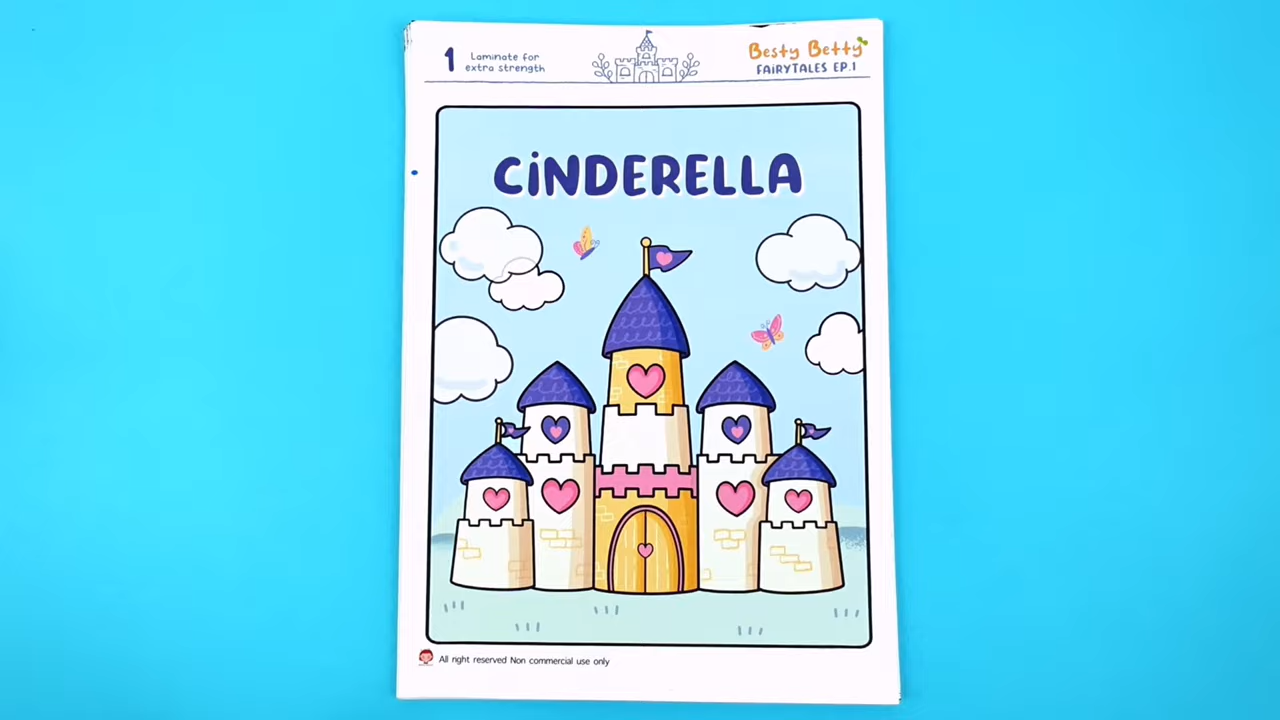 1
Laminate for
extra strength
Besty Betty
FAiRYTALES EP.1
CiNDERELLA
All right reserved Non commercial use only